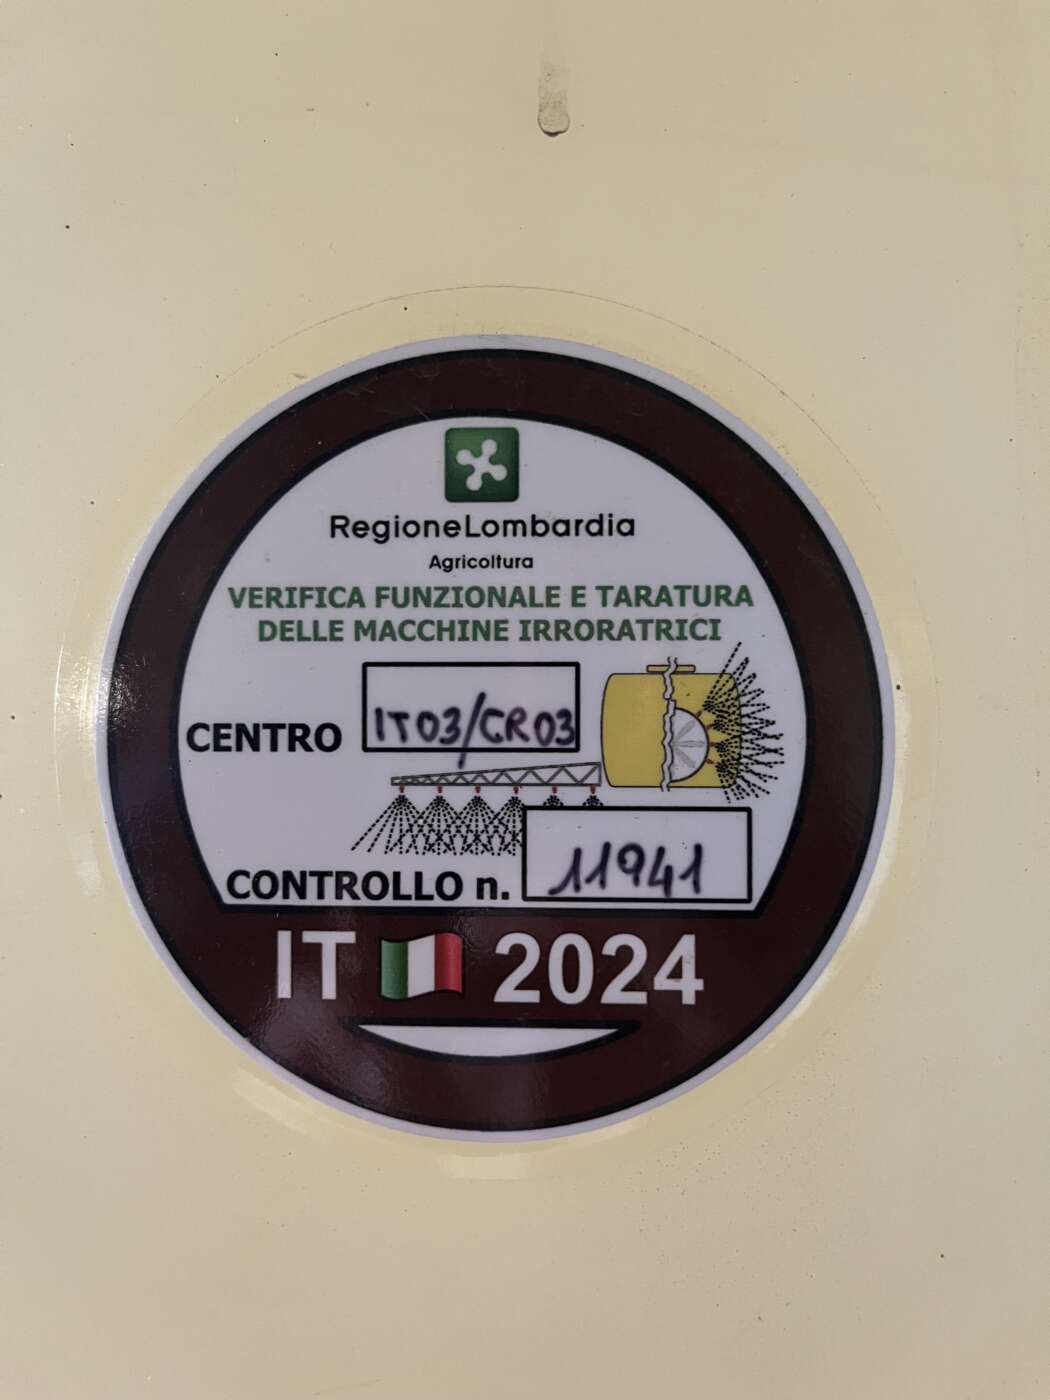 RegioneLombardia
Agricoltura
VERIFICA FUNZIONALE E TARATURA
DELLE MACCHINE IRRORATRICI
CENTRO IT03/CR03
CONTROLLO n. 11941
IT 2024